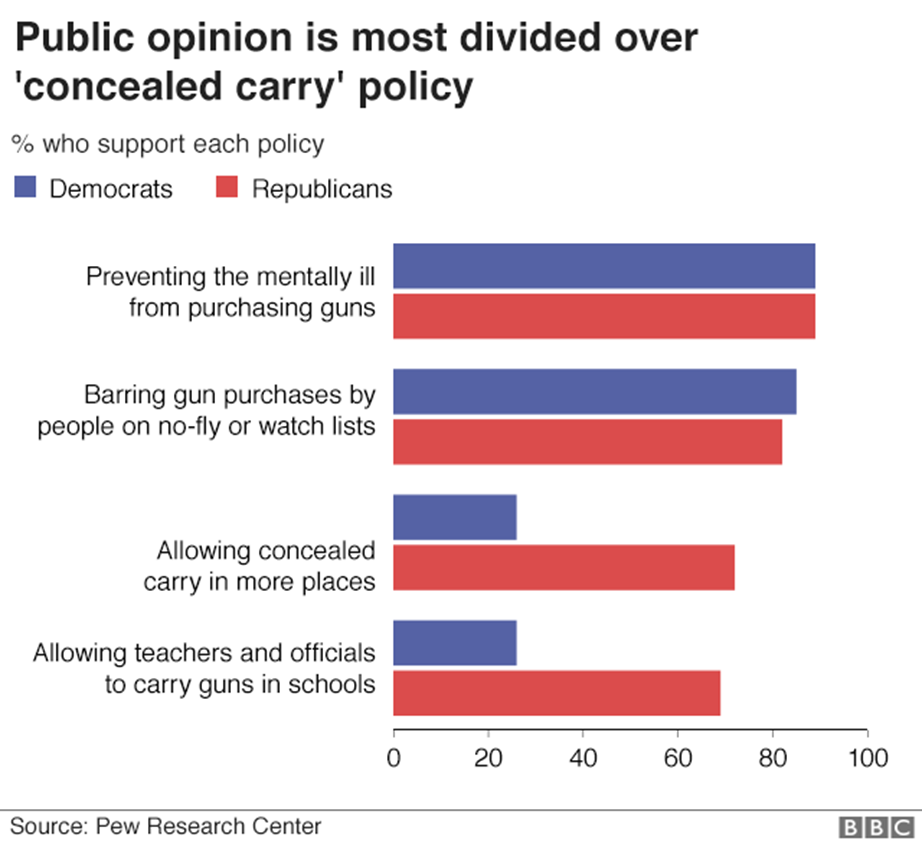 Public opinion is most divided over
'concealed carry' policy
% who support each policy
Democrats Republicans
Preventing the mentally ill
from purchasing guns
Barring gun purchases by
people on no-fly or watch lists
Allowing concealed
carry in more places
Allowing teachers and officials
to carry guns in schools
0 20 40 60 80 100
Source: Pew Research Center BBC